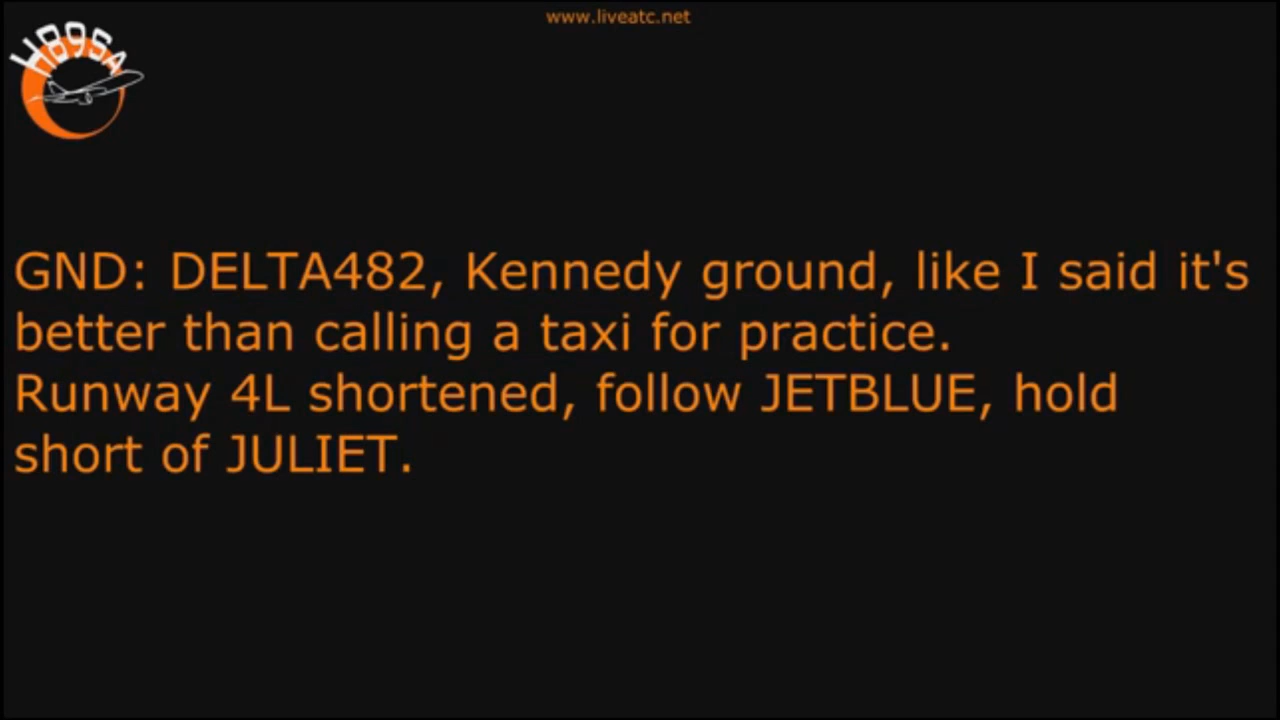 www.liveatc.net
HB9SA
GND: DELTA482, Kennedy ground, like I said it's
better than calling a taxi for practice.
Runway 4L shortened, follow JETBLUE, hold
short of JULIET.